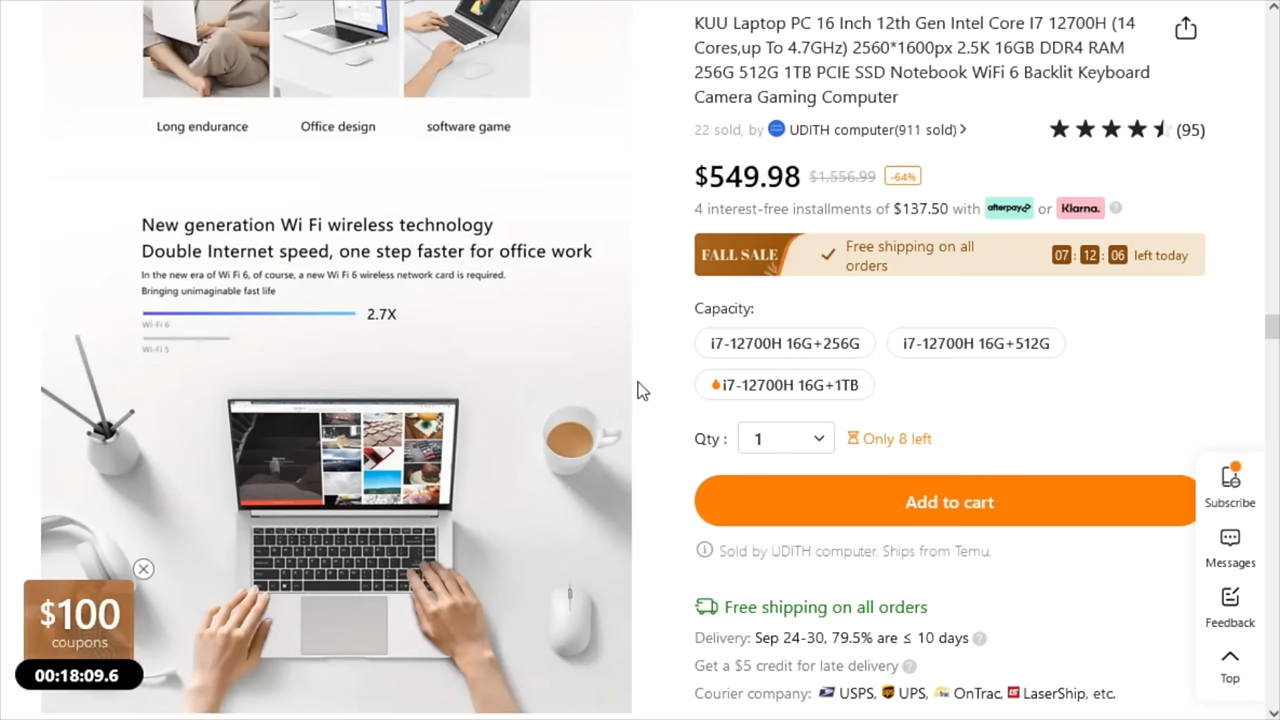 Long endurance
Office design
software game
New generation Wi Fi wireless technology
Double Internet speed, one step faster for office work
In the new era of Wi Fi 6, of course, a new Wi Fi 6 wireless network card is required.
Bringing unimaginable fast life
2.7X
Wi-Fi 6
Wi-Fi 5
$100
coupons
00:18:09.6
KUU Laptop PC 16 Inch 12th Gen Intel Core I7 12700H (14
Cores,up To 4.7GHz) 2560*1600px 2.5K 16GB DDR4 RAM
256G 512G 1TB PCIE SSD Notebook WiFi 6 Backlit Keyboard
Camera Gaming Computer
22 sold, by UDITH computer(911 sold)
(95)
$549.98 $1,556.99 -64%
4 interest-free installments of $137.50 with afterpay or Klarna.
FALL SALE
Free shipping on all
orders
07 : 12 : 06 left today
Capacity:
i7-12700H 16G+256G
i7-12700H 16G+512G
i7-12700H 16G+1TB
Qty : 1 Only 8 left
Add to cart
Sold by UDITH computer. Ships from Temu.
Free shipping on all orders
Delivery: Sep 24-30, 79.5% are ≤ 10 days
Get a $5 credit for late delivery
Courier company: USPS, UPS, OnTrac, LaserShip, etc.
Subscribe
Messages
Feedback
Top